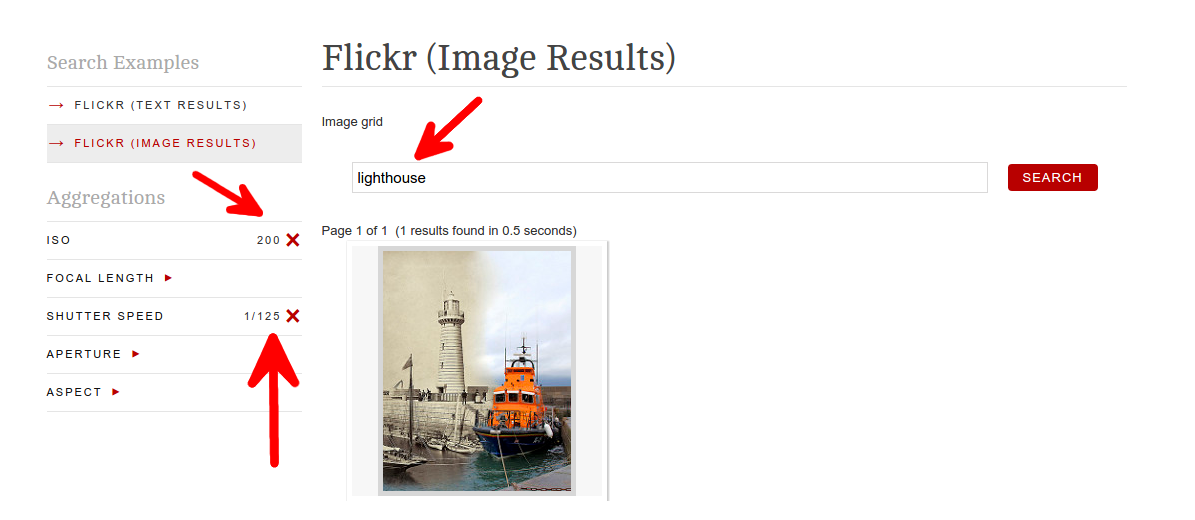 Search Examples
→ FLICKR (TEXT RESULTS)
→ FLICKR (IMAGE RESULTS)
Aggregations
ISO 200
FOCAL LENGTH
SHUTTER SPEED 1/125
APERTURE
ASPECT
Flickr (Image Results)
Image grid
lighthouse
SEARCH
Page 1 of 1 (1 results found in 0.5 seconds)